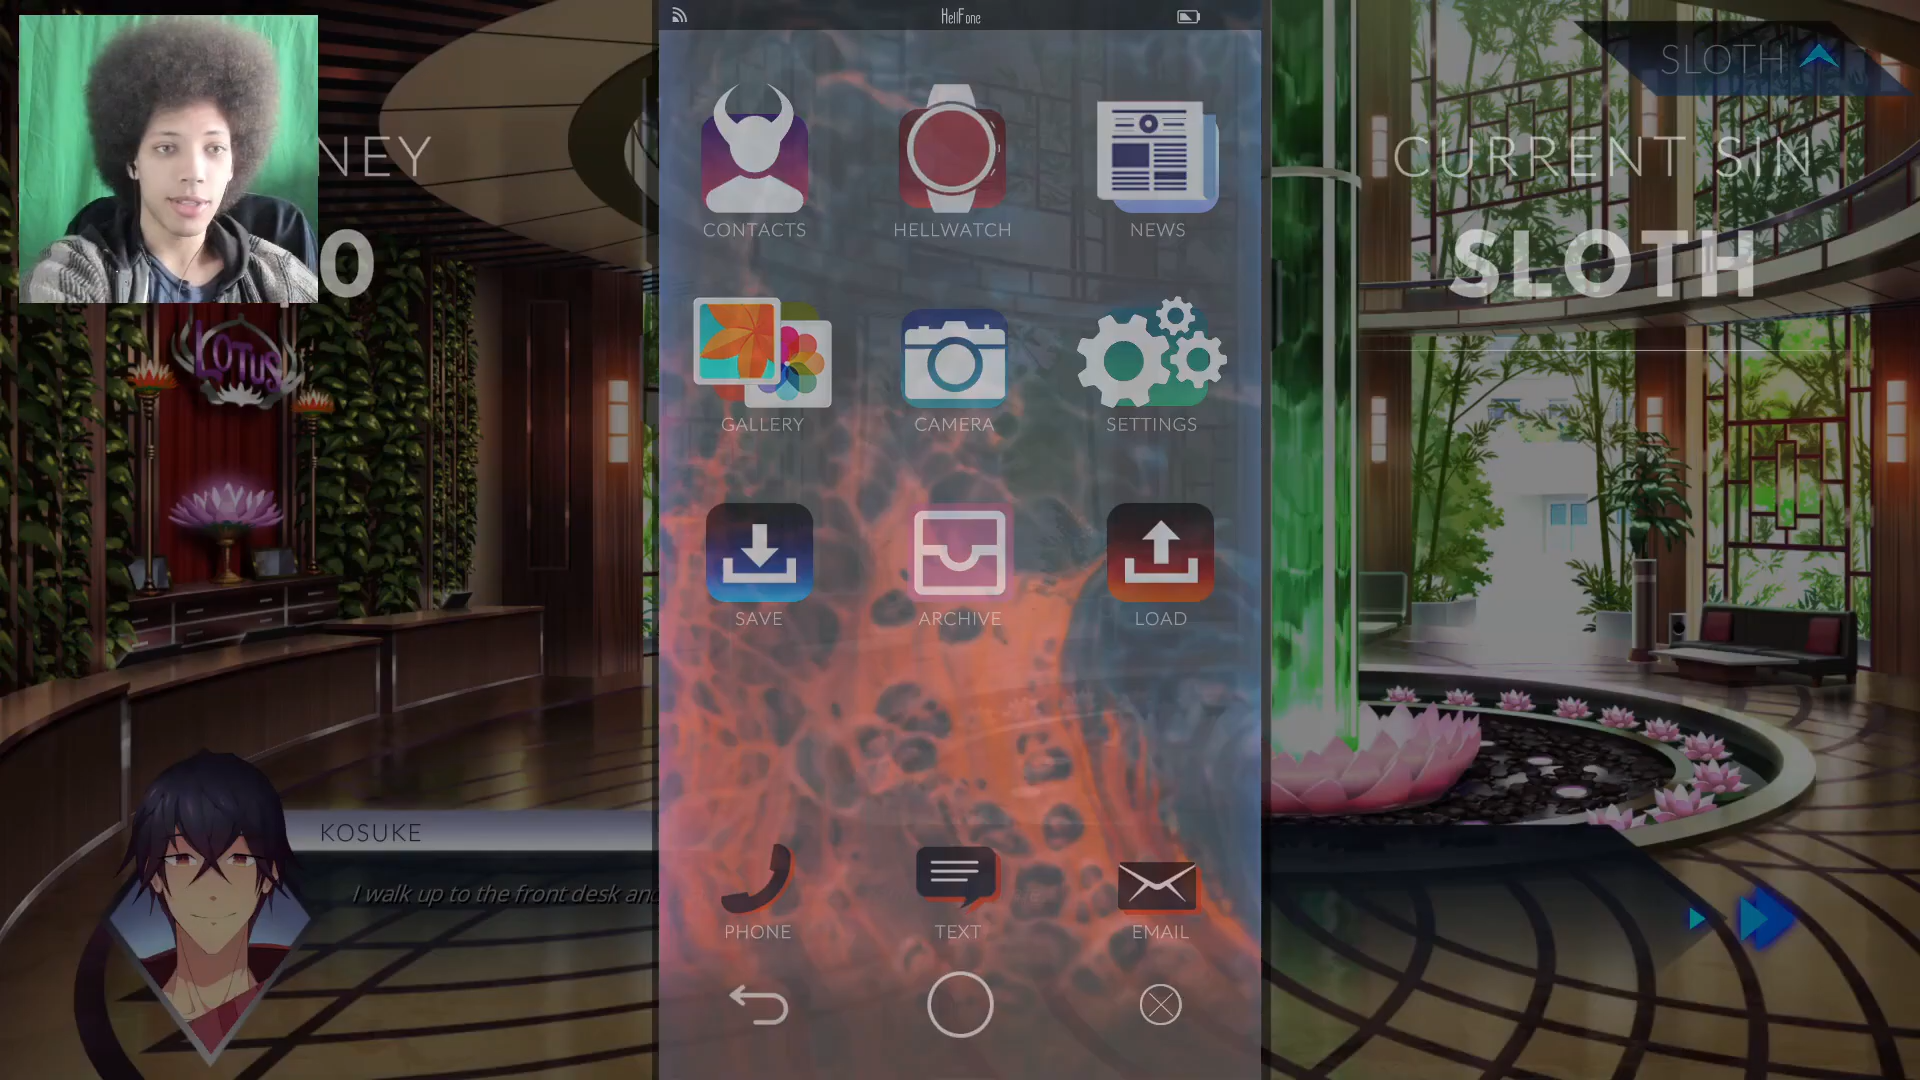 HellFone
SLOTH
NEY
CURRENT SIN
0
SLOTH
CONTACTS
HELLWATCH
NEWS
LOTUS
GALLERY
CAMERA
SETTINGS
SAVE
ARCHIVE
LOAD
KOSUKE
I walk up to the front desk and
PHONE
TEXT
EMAIL